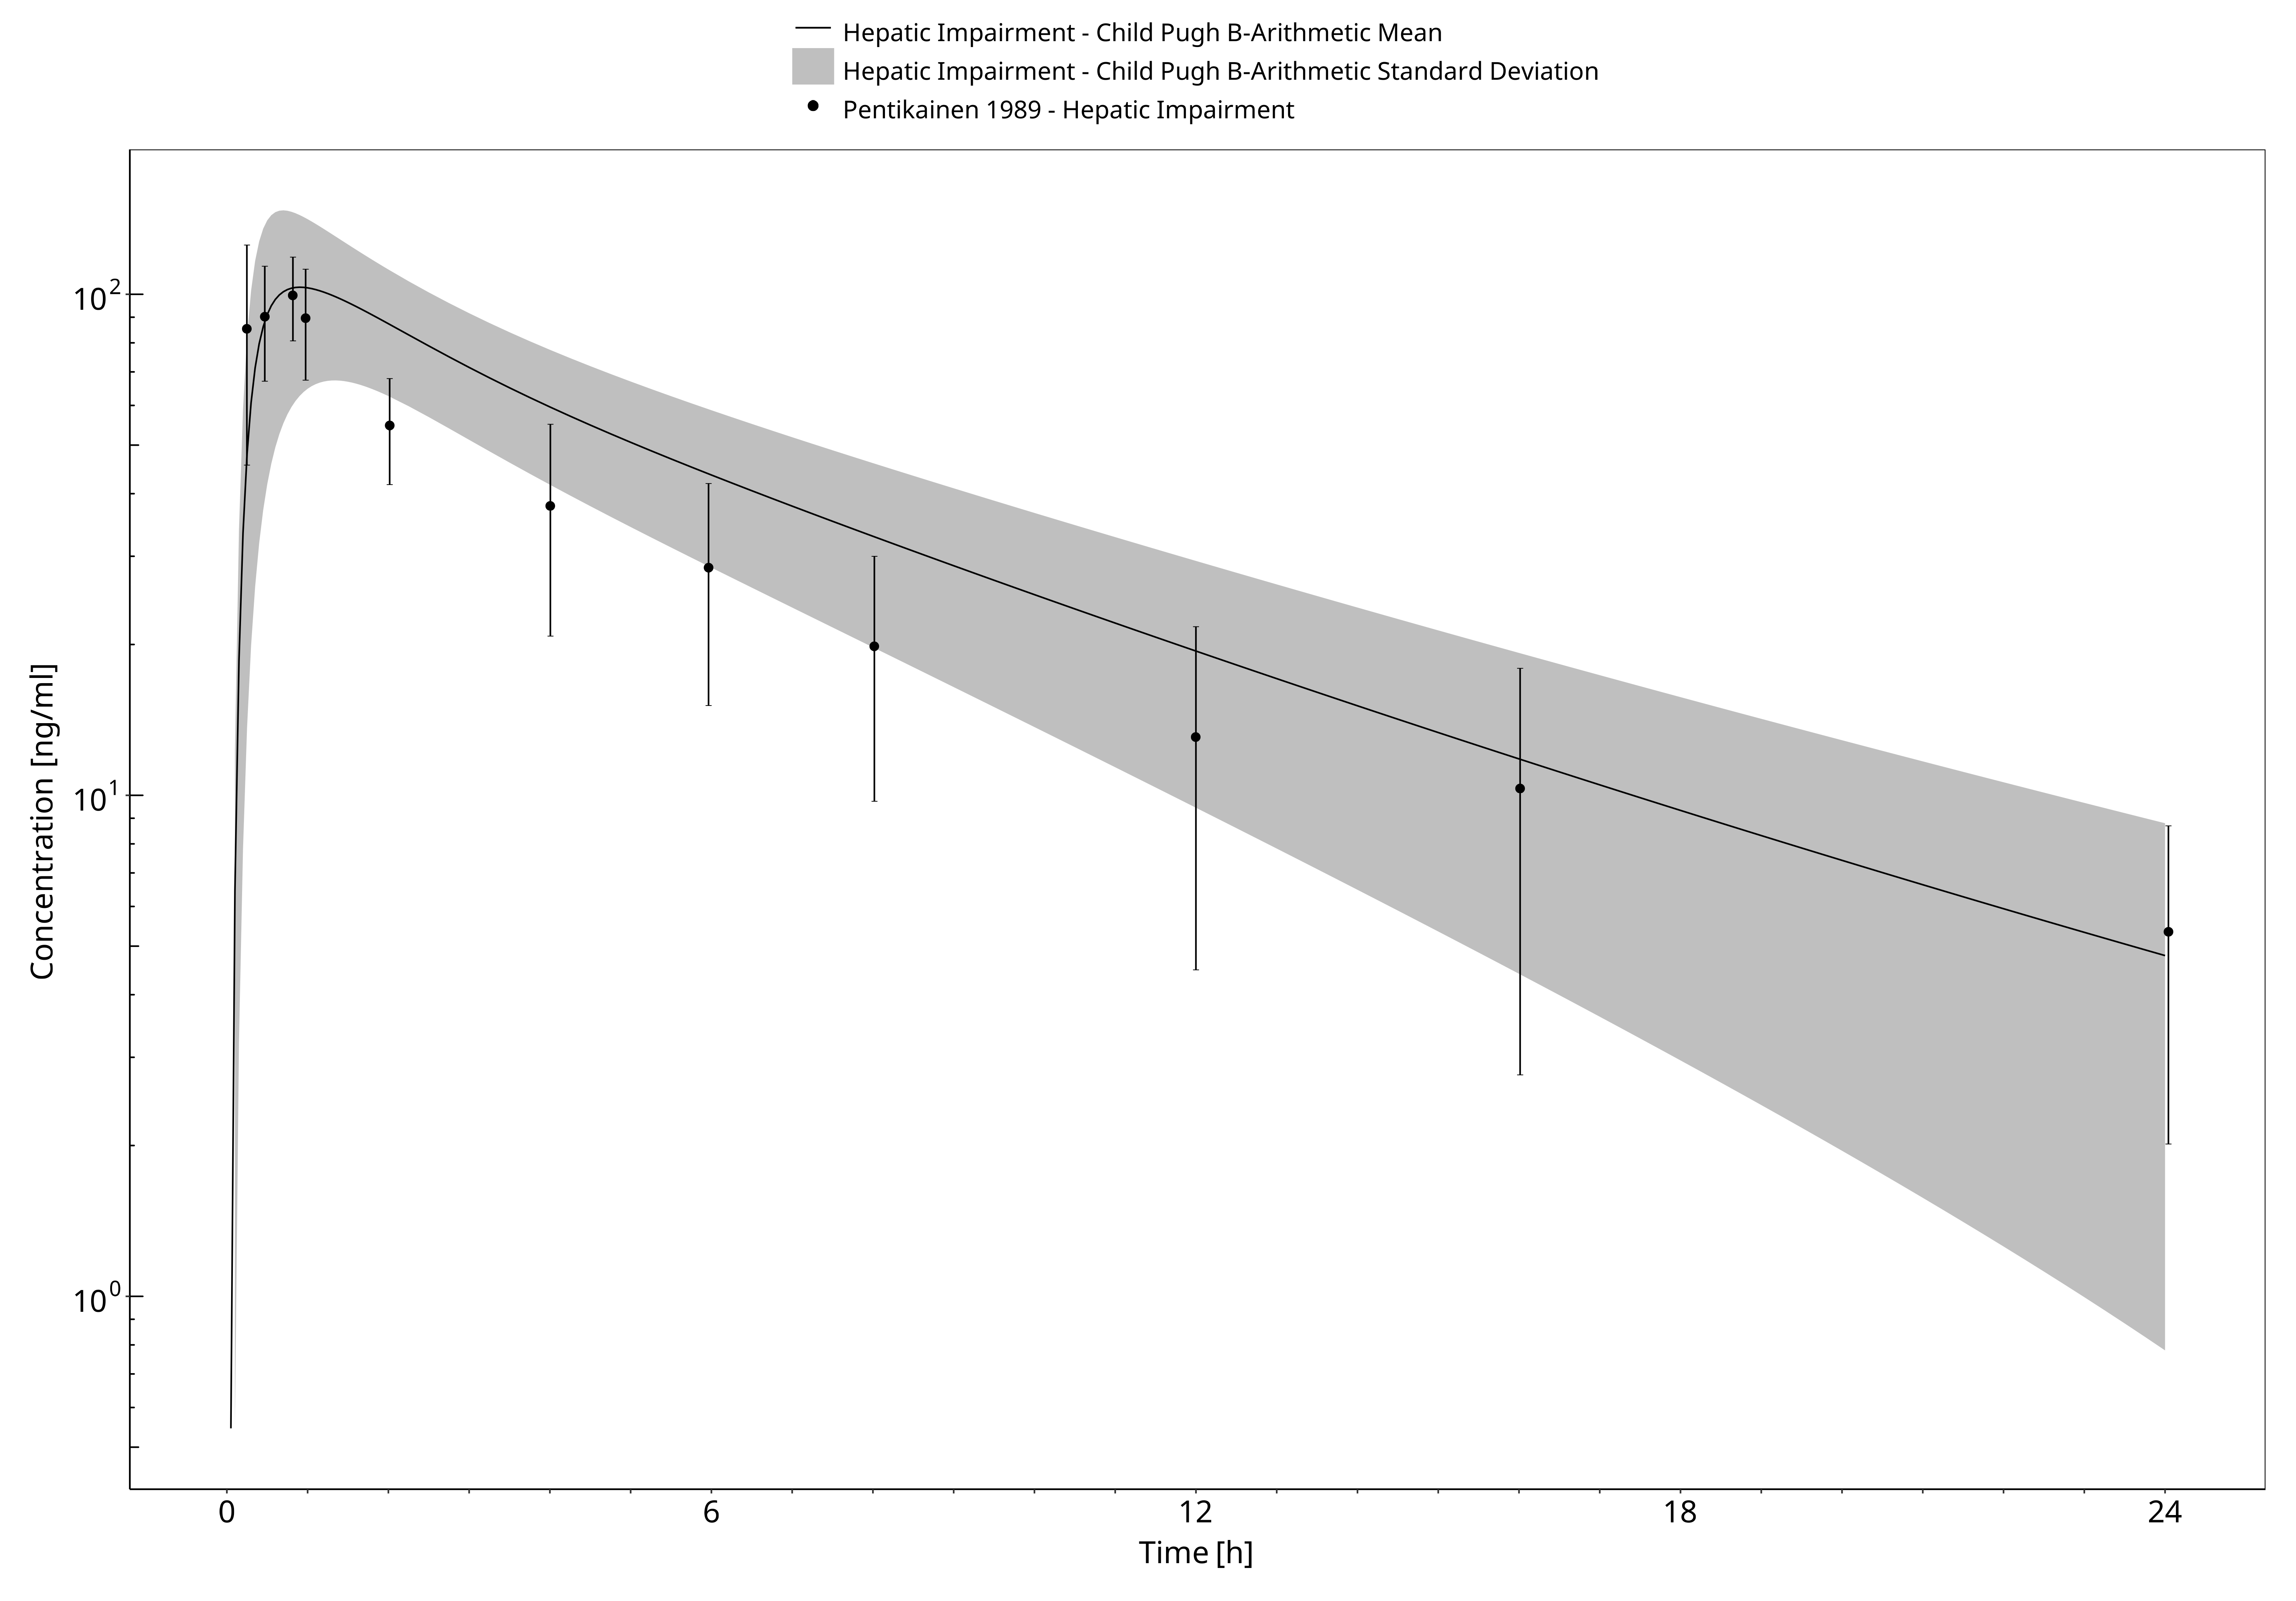 Hepatic Impairment - Child Pugh B-Arithmetic Mean
Hepatic Impairment - Child Pugh B-Arithmetic Standard Deviation
Pentikainen 1989 - Hepatic Impairment
10²
10¹
10⁰
Concentration [ng/ml]
0 6 12 18 24
Time [h]